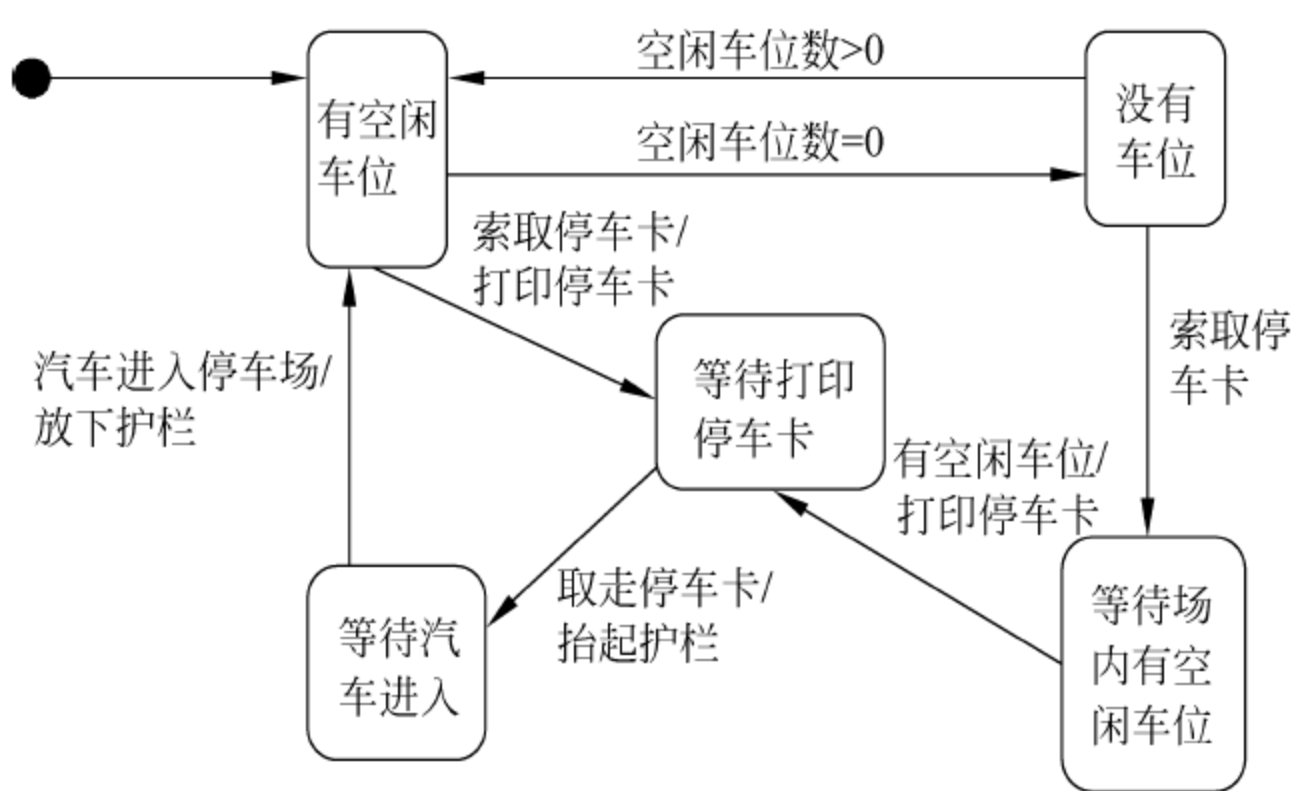 空闲车位数>0
有空闲
车位
没有
车位
空闲车位数=0
索取停车卡/
打印停车卡
汽车进入停车场/
放下护栏
等待打印
停车卡
索取停
车卡
有空闲车位/
打印停车卡
取走停车卡/
抬起护栏
等待汽
车进入
等待场
内有空
闲车位